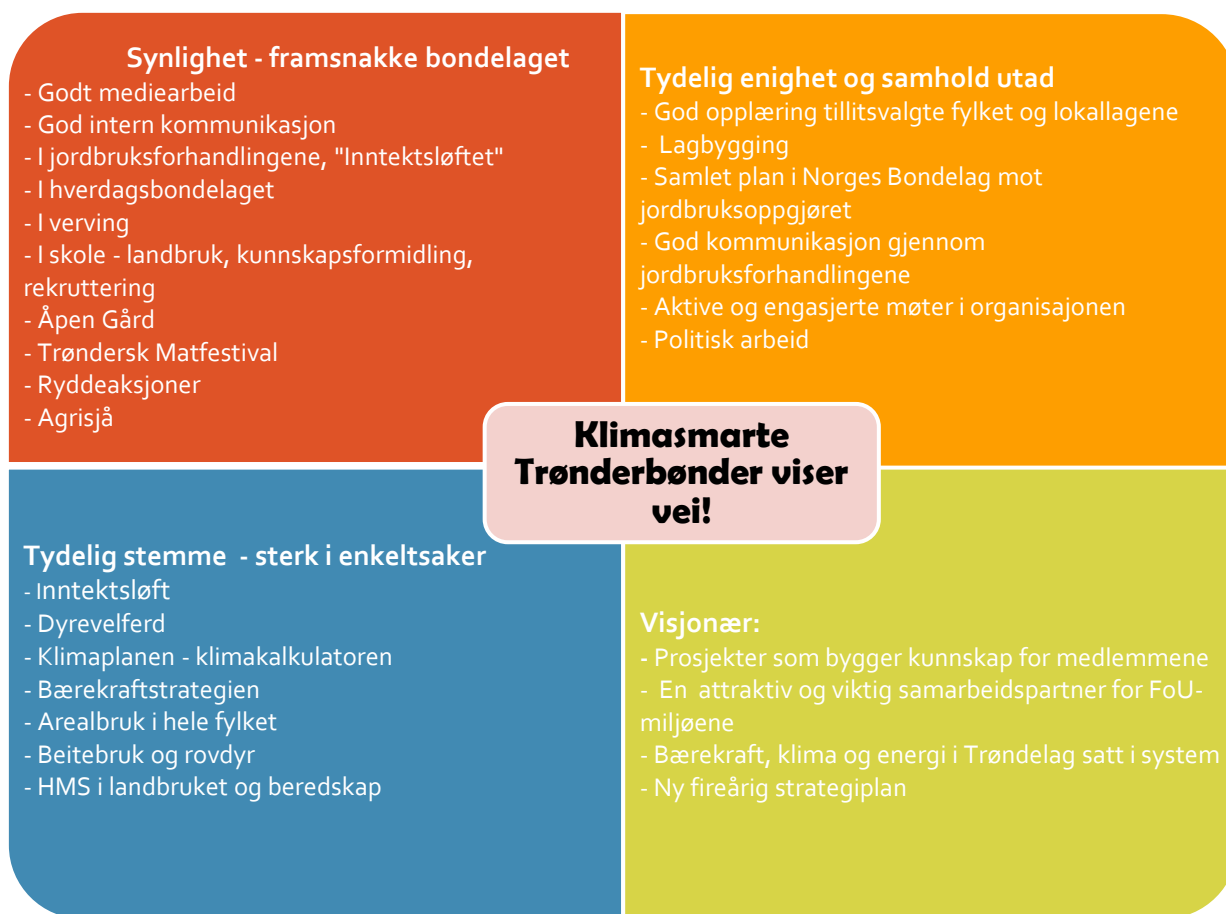 Synlighet - framsnakke bondelaget
- Godt mediearbeid
- God intern kommunikasjon
- I jordbruksforhandlingene, "Inntektsløftet"
- I hverdagsbondelaget
- I verving
- I skole - landbruk, kunnskapsformidling,
rekruttering
- Åpen Gård
- Trøndersk Matfestival
- Ryddeaksjoner
- Agrisjå
Tydelig enighet og samhold utad
- God opplæring tillitsvalgte fylket og lokallagene
- Lagbygging
- Samlet plan i Norges Bondelag mot
jordbruksoppgjøret
- God kommunikasjon gjennom
jordbruksforhandlingene
- Aktive og engasjerte møter i organisajonen
- Politisk arbeid
Klimasmarte
Trønderbønder viser
vei!
Tydelig stemme - sterk i enkeltsaker
- Inntektsløft
- Dyrevelferd
- Klimaplanen - klimakalkulatoren
- Bærekraftstrategien
- Arealbruk i hele fylket
- Beitebruk og rovdyr
- HMS i landbruket og beredskap
Visjonær:
- Prosjekter som bygger kunnskap for medlemmene
- En attraktiv og viktig samarbeidspartner for FoU-
miljøene
- Bærekraft, klima og energi i Trøndelag satt i system
- Ny fireårig strategiplan